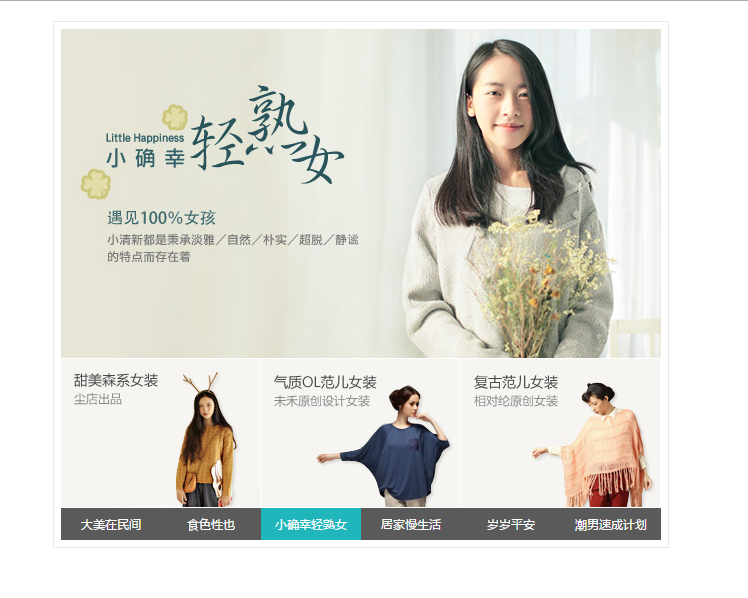 Little Happiness
小确幸
轻熟女
遇见100%女孩
小清新都是秉承淡雅／自然／朴实／超脱／静谧
的特点而存在着
甜美森系女装
尘店出品
气质OL范儿女装
未禾原创设计女装
复古范儿女装
相对纶原创女装
大美在民间
食色性也
小确幸轻熟女
居家慢生活
岁岁平安
潮男速成计划